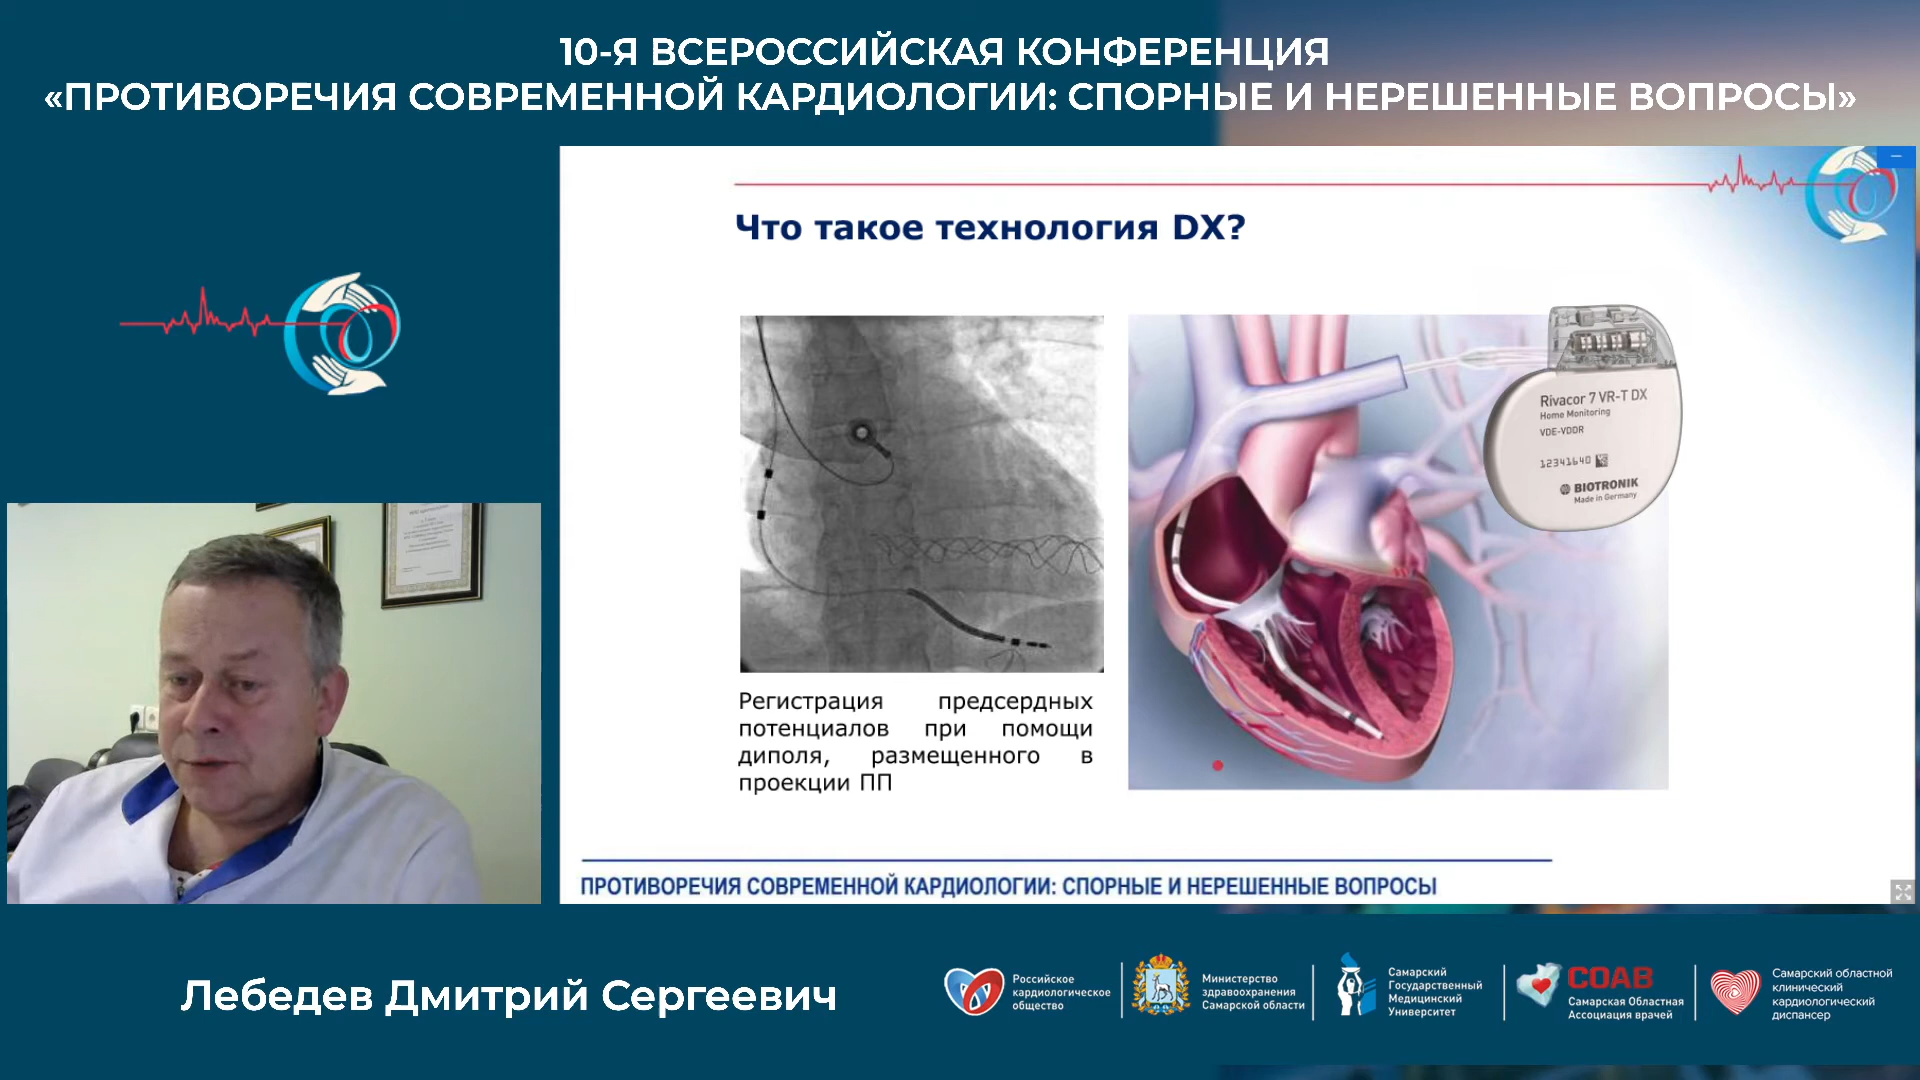 10-Я ВСЕРОССИЙСКАЯ КОНФЕРЕНЦИЯ
«ПРОТИВОРЕЧИЯ СОВРЕМЕННОЙ КАРДИОЛОГИИ: СПОРНЫЕ И НЕРЕШЕННЫЕ ВОПРОСЫ»
Что такое технология DX?
Rivacor 7 VR-T DX
Home Monitoring
VDE-VDDR
12341640
BIOTRONIK
Made in Germany
Регистрация предсердных
потенциалов при помощи
диполя, размещенного в
проекции ПП
ПРОТИВОРЕЧИЯ СОВРЕМЕННОЙ КАРДИОЛОГИИ: СПОРНЫЕ И НЕРЕШЕННЫЕ ВОПРОСЫ
Лебедев Дмитрий Сергеевич
Российское
кардиологическое
общество
Министерство
здравоохранения
Самарской области
Самарский
Государственный
Медицинский
Университет
СОАВ
Самарская Областная
Ассоциация врачей
Самарский областной
клинический
кардиологический
диспансер